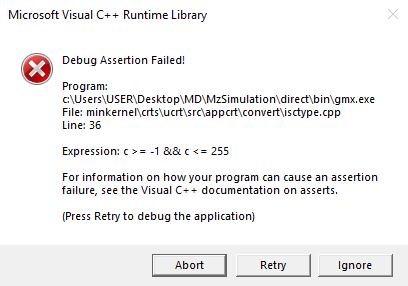 Microsoft Visual C++ Runtime Library
Debug Assertion Failed!
Program:
c:\Users\USER\Desktop\MD\MzSimulation\direct\bin\gmx.exe
File: minkernel\crts\ucrt\src\appcrt\convert\isctype.cpp
Line: 36
Expression: c >= -1 && c <= 255
For information on how your program can cause an assertion
failure, see the Visual C++ documentation on asserts.
(Press Retry to debug the application)
Abort
Retry
Ignore